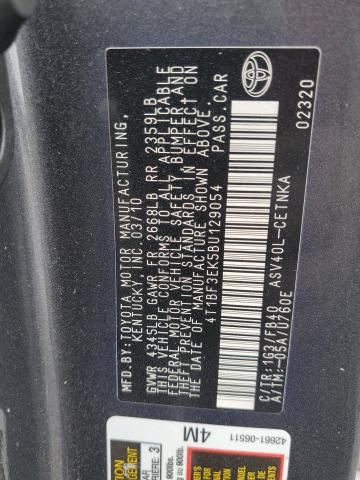 MFD.BY: TOYOTA MOTOR MANUFACTURING,
KENTUCKY INC. 03/10
GVWR 4345LB GAWR FR 2668LB RR 2359LB
THIS VEHICLE CONFORMS TO ALL APPLICABLE
FEDERAL MOTOR VEHICLE SAFETY, BUMPER, AND
THEFT PREVENTION STANDARDS IN EFFECT ON
THE DATE OF MANUFACTURE SHOWN ABOVE.
4T1BF3EK5BU129054 PASS. CAR
C/TR: 1G3/FB40 ASV40L-CETNKA
A/TM: -05A/U760E
02320
TOYOTA
4M
42661-06511